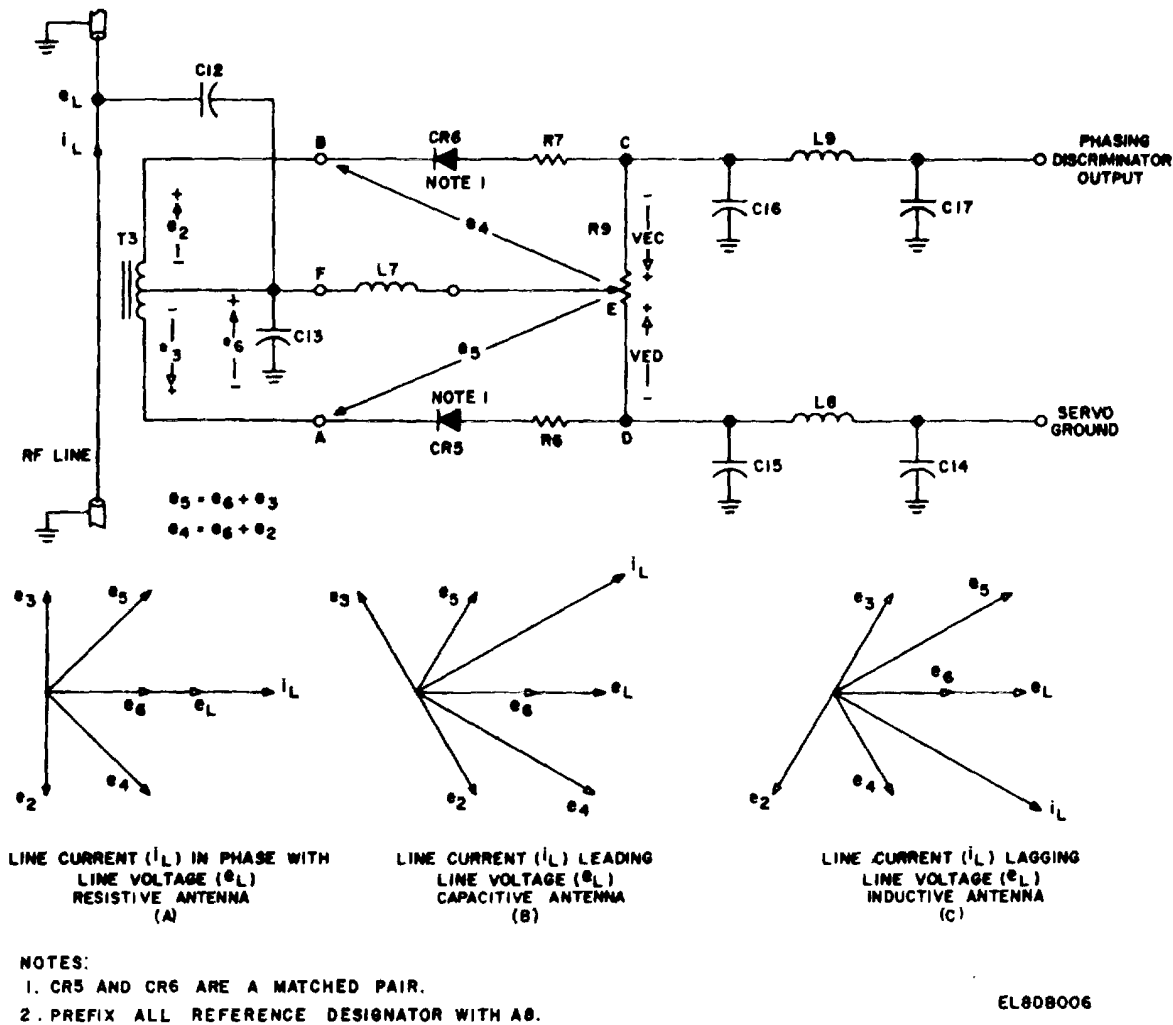 C12
eL
iL
B
CR6
NOTE 1
R7
C
L9
PHASING
DISCRIMINATOR
OUTPUT
C16
C17
+
e2
-
T3
e4
R9
-
VEC
+
F
L7
E
-
e3
+
+
e6
-
C13
e5
+
VED
-
NOTE 1
A
CR5
R6
D
L8
SERVO
GROUND
C15
C14
RF LINE
e5 = e6 + e3
e4 = e6 + e2
e3
e5
e6
eL
iL
e2
e4
e3
e5
iL
e6
eL
e2
e4
e3
e5
e6
eL
e2
e4
iL
LINE CURRENT (iL) IN PHASE WITH
LINE VOLTAGE (eL)
RESISTIVE ANTENNA
(A)
LINE CURRENT (iL) LEADING
LINE VOLTAGE (eL)
CAPACITIVE ANTENNA
(B)
LINE CURRENT (iL) LAGGING
LINE VOLTAGE (eL)
INDUCTIVE ANTENNA
(C)
NOTES:
1. CR5 AND CR6 ARE A MATCHED PAIR.
2. PREFIX ALL REFERENCE DESIGNATOR WITH A8.
EL808006